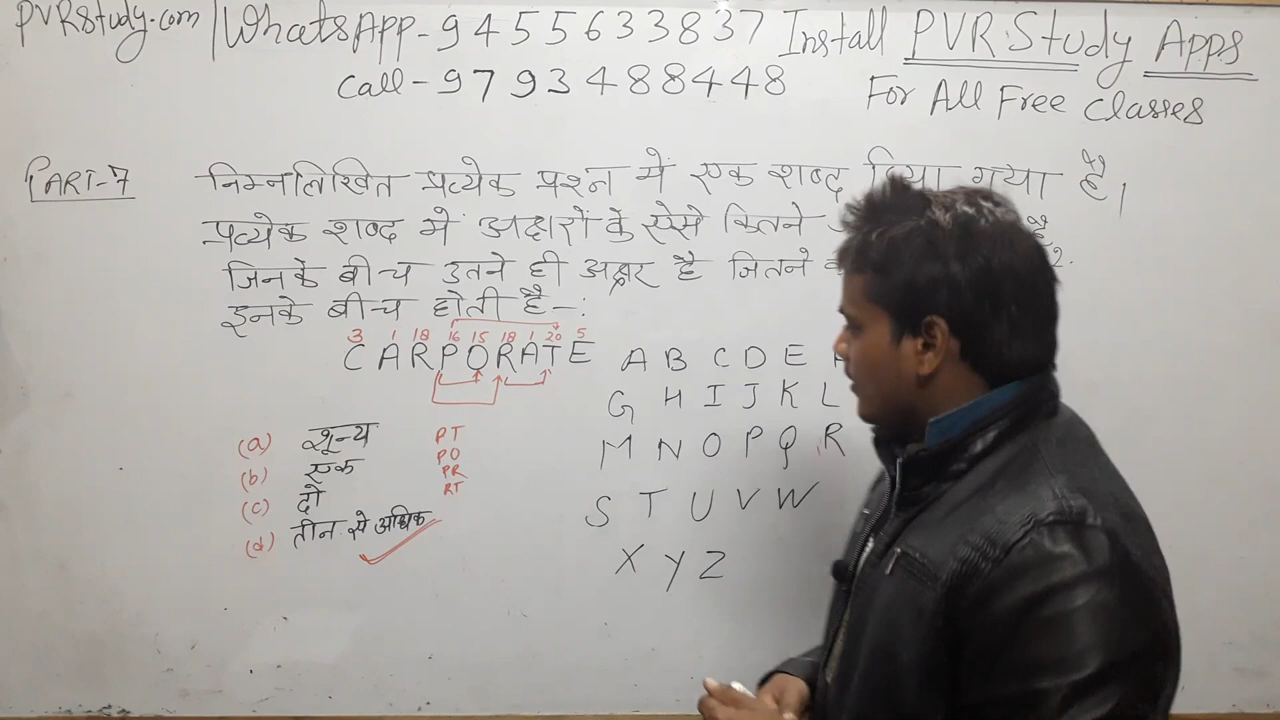 PVRStudy.com | WhatsApp-9455633837 Install PVR Study Apps
Call-9793488448 For All Free Classes
PART-7
निम्नलिखित प्रत्येक प्रश्न में एक शब्द दिया गया है।
प्रत्येक शब्द में अक्षरों के ऐसे कितने
जिनके बीच उतने ही अक्षर है जितने
इनके बीच होती है-:
3 1 18 16 15 18 1 20 5
CARPORATE
A B C D E
G H I J K L
M N O P Q R
S T U V W
X Y Z
(a) शून्य
(b) एक
(c) दो
(d) तीन से अधिक
PT
PO
PR
RT